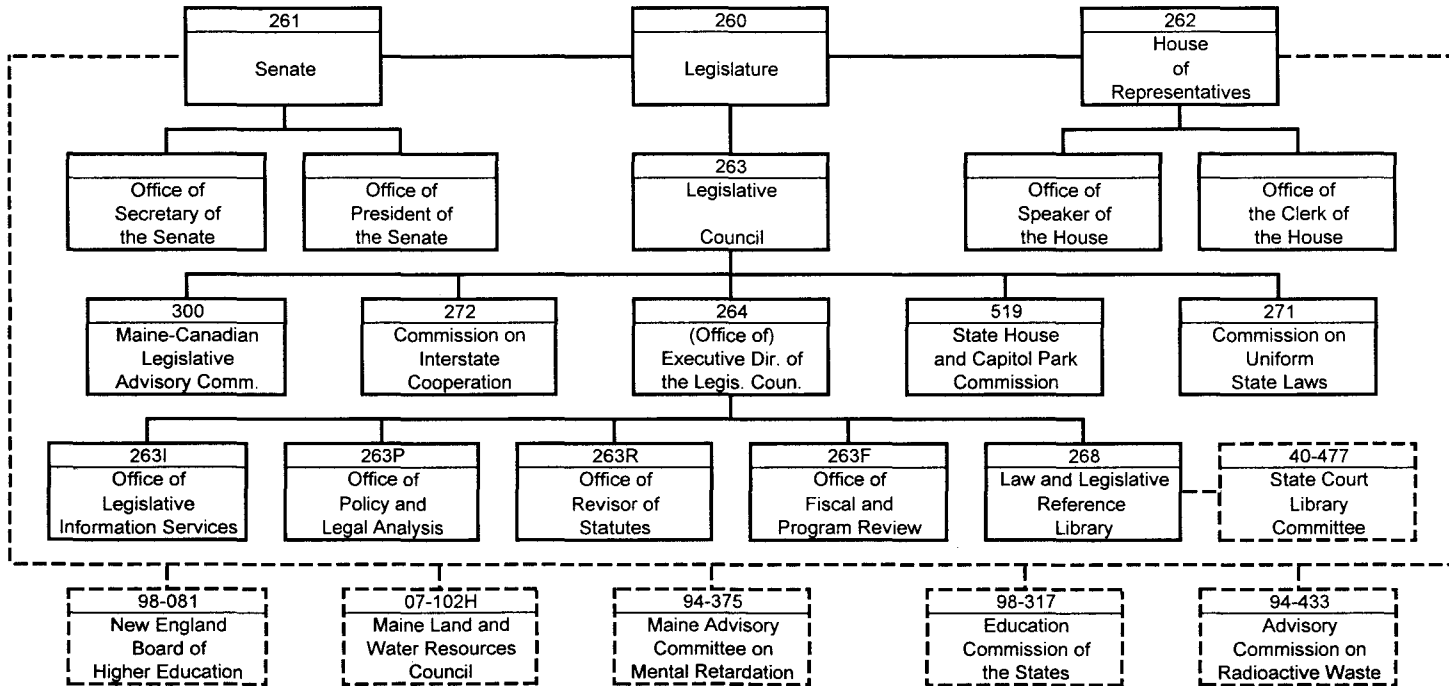 261
Senate
260
Legislature
262
House
of
Representatives
Office of
Secretary of
the Senate
Office of
President of
the Senate
263
Legislative
Council
Office of
Speaker of
the House
Office of
the Clerk of
the House
300
Maine-Canadian
Legislative
Advisory Comm.
272
Commission on
Interstate
Cooperation
264
(Office of)
Executive Dir. of
the Legis. Coun.
519
State House
and Capitol Park
Commission
271
Commission on
Uniform
State Laws
263I
Office of
Legislative
Information Services
263P
Office of
Policy and
Legal Analysis
263R
Office of
Revisor of
Statutes
263F
Office of
Fiscal and
Program Review
268
Law and Legislative
Reference
Library
40-477
State Court
Library
Committee
98-081
New England
Board of
Higher Education
07-102H
Maine Land and
Water Resources
Council
94-375
Maine Advisory
Committee on
Mental Retardation
98-317
Education
Commission of
the States
94-433
Advisory
Commission on
Radioactive Waste